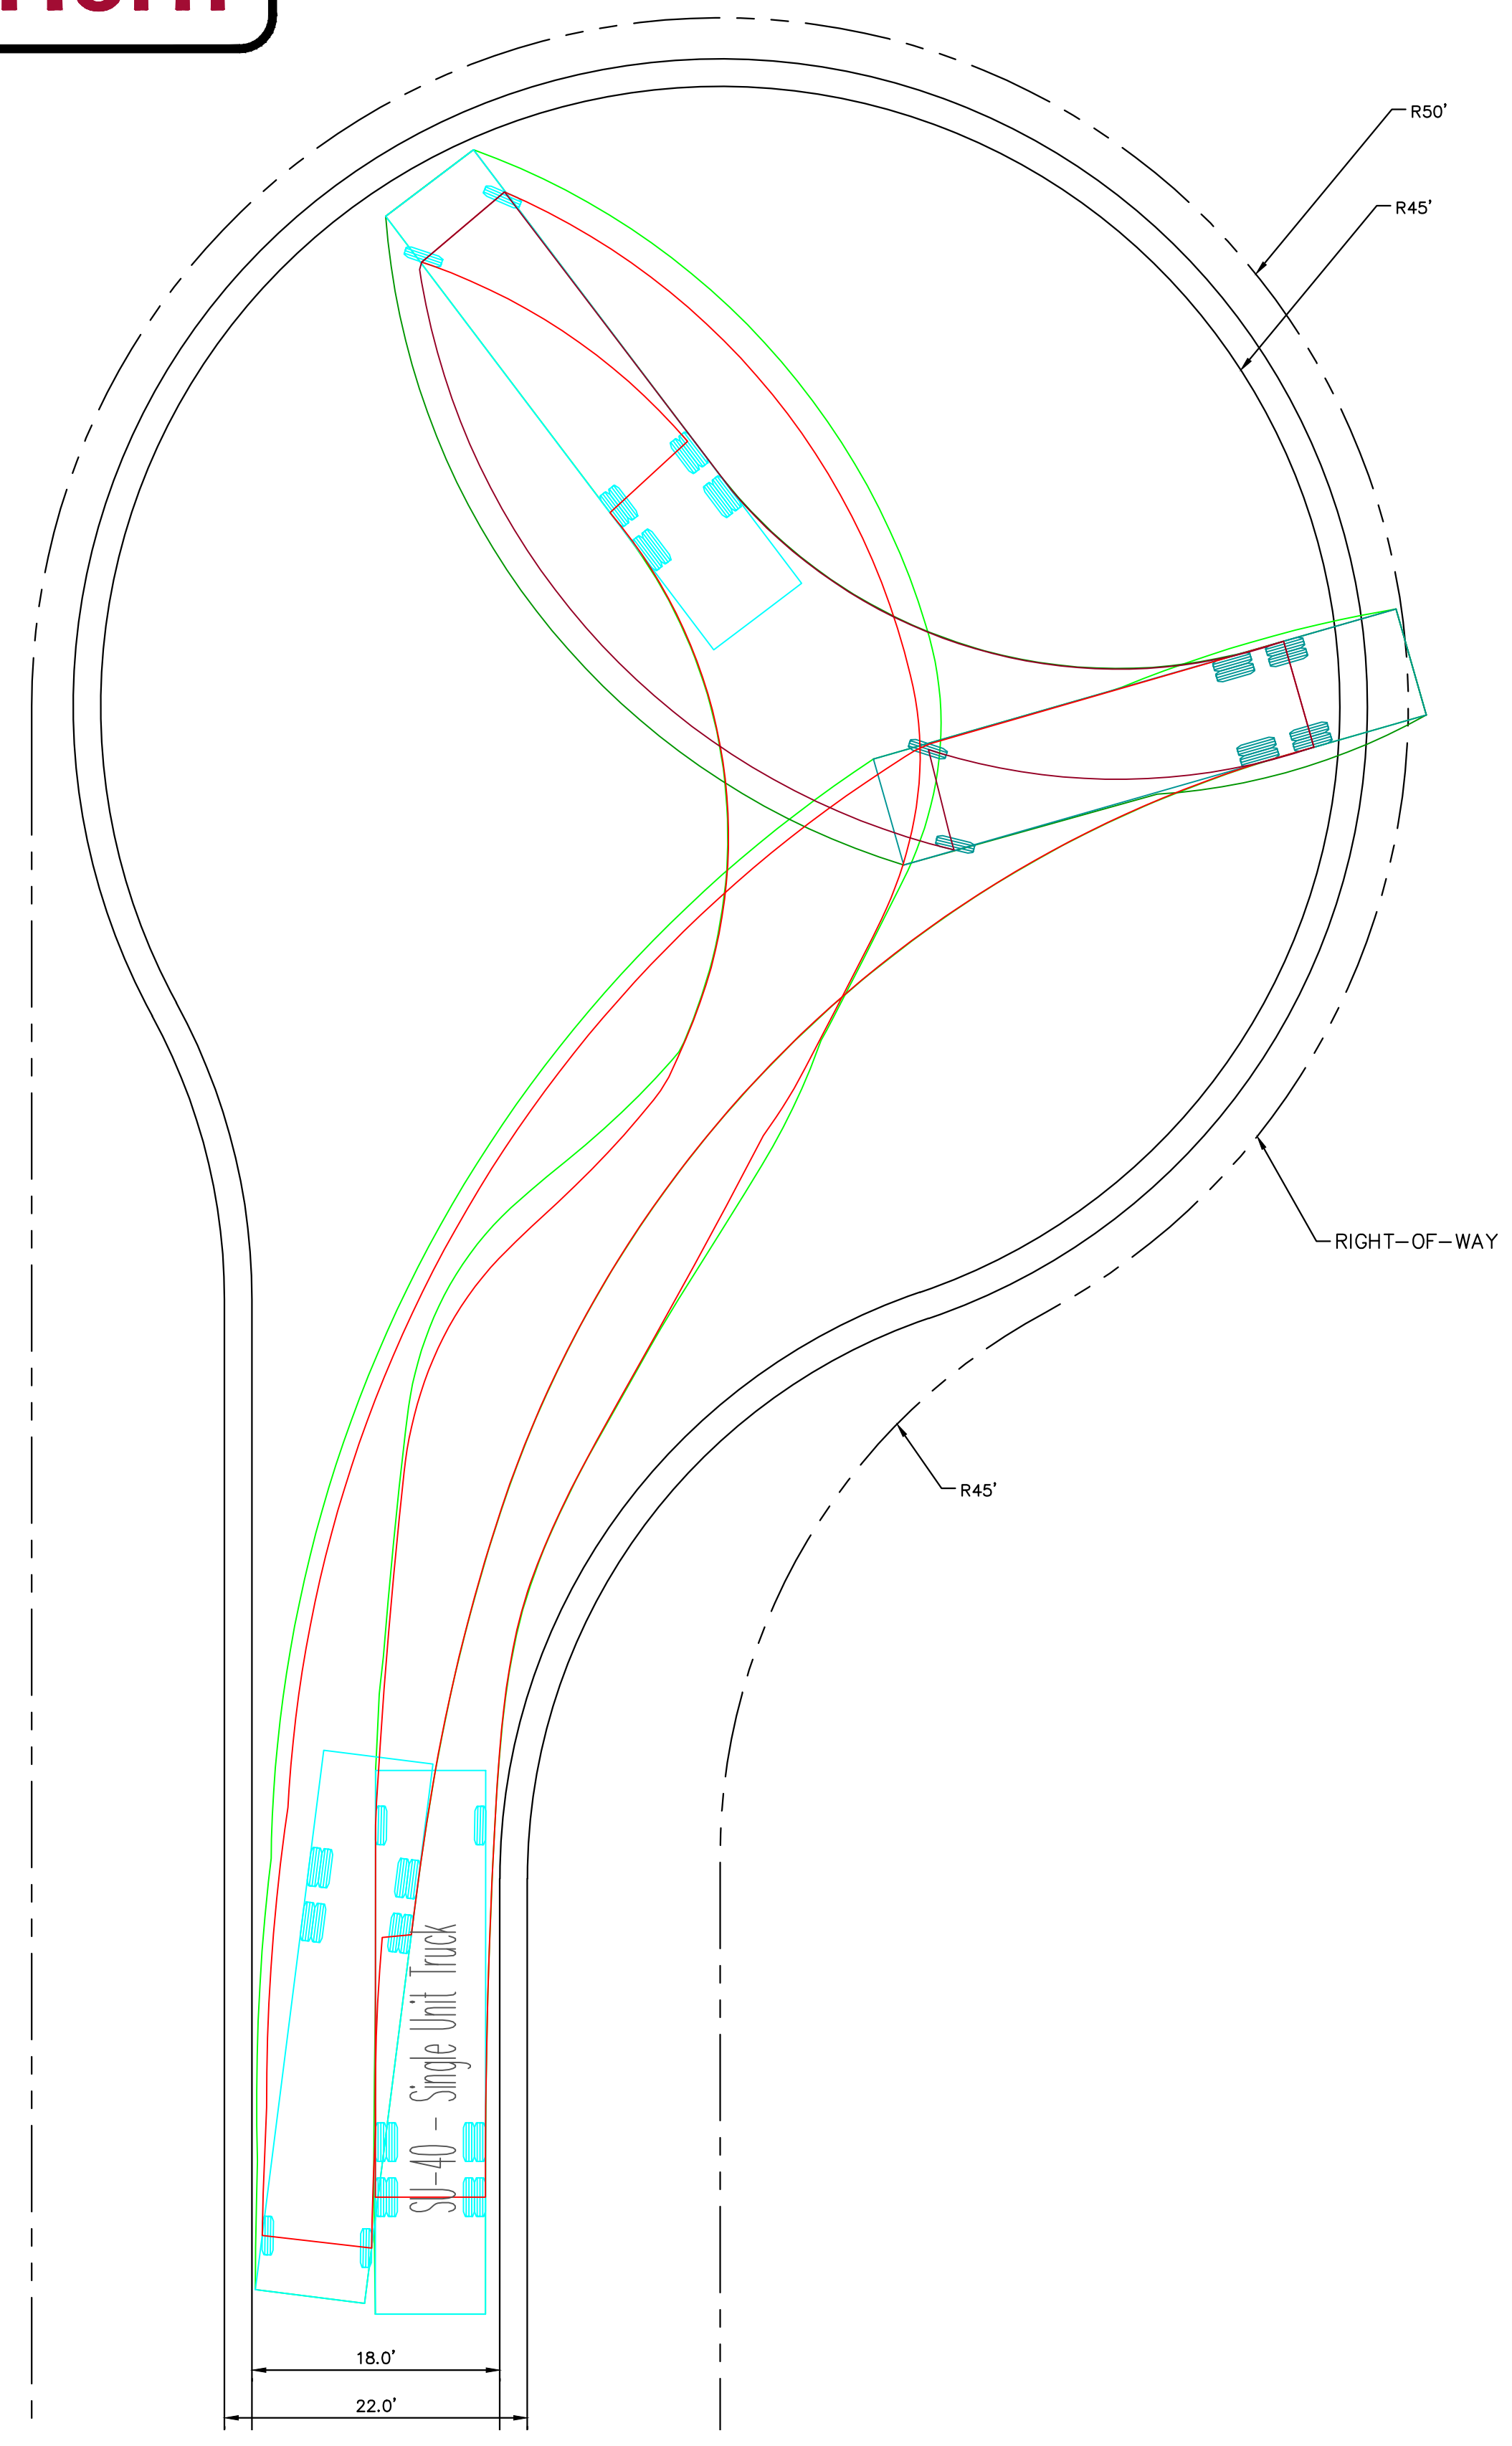 R50'
R45'
RIGHT-OF-WAY
R45'
SU-40 - Single Unit Truck
18.0'
22.0'